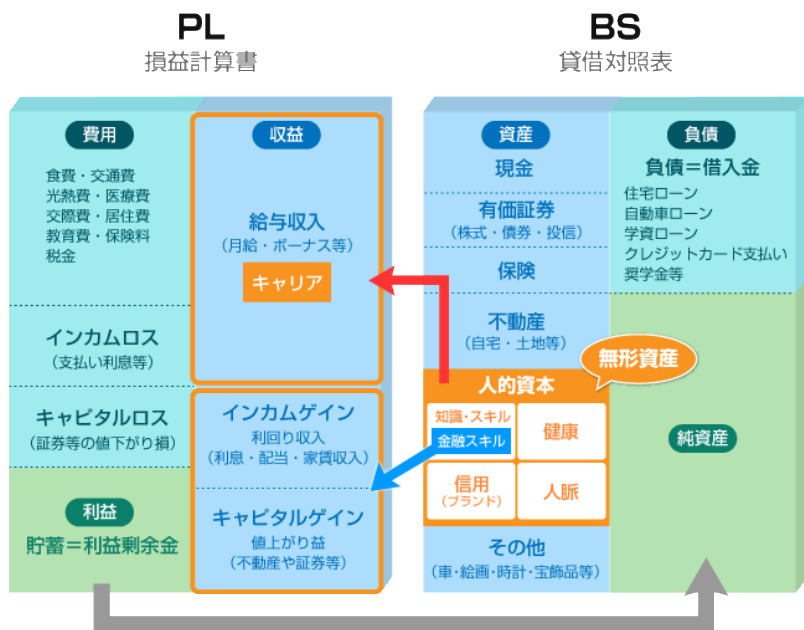 PL
損益計算書
費用
食費・交通費
光熱費・医療費
交際費・居住費
教育費・保険料
税金
インカムロス
（支払い利息等）
キャピタルロス
（証券等の値下がり損）
利益
貯蓄＝利益剰余金
収益
給与収入
（月給・ボーナス等）
キャリア
インカムゲイン
利回り収入
（利息・配当・家賃収入）
キャピタルゲイン
値上がり益
（不動産や証券等）
BS
貸借対照表
資産
現金
有価証券
（株式・債券・投信）
保険
不動産
（自宅・土地等）
無形資産
人的資本
知識・スキル
金融スキル
健康
信用
（ブランド）
人脈
その他
（車・絵画・時計・宝飾品等）
負債
負債＝借入金
住宅ローン
自動車ローン
学資ローン
クレジットカード支払い
奨学金等
純資産